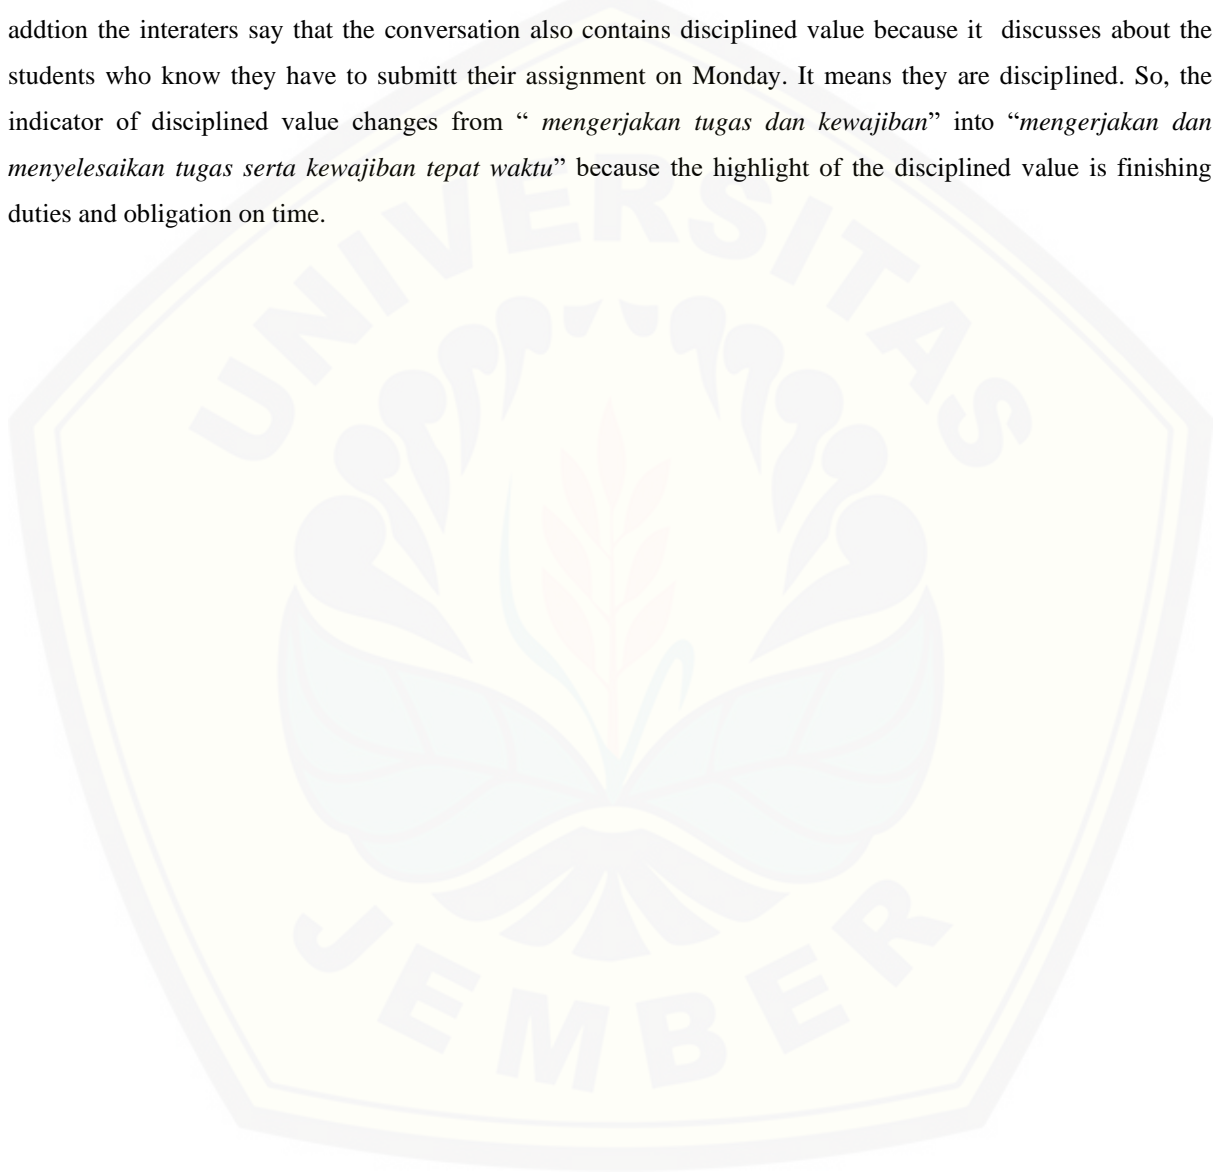 addtion the interaters say that the conversation also contains disciplined value because it discusses about the
students who know they have to submitt their assignment on Monday. It means they are disciplined. So, the
indicator of disciplined value changes from “ mengerjakan tugas dan kewajiban” into “mengerjakan dan
menyelesaikan tugas serta kewajiban tepat waktu” because the highlight of the disciplined value is finishing
duties and obligation on time.
UNIVERSITAS
JEMBER